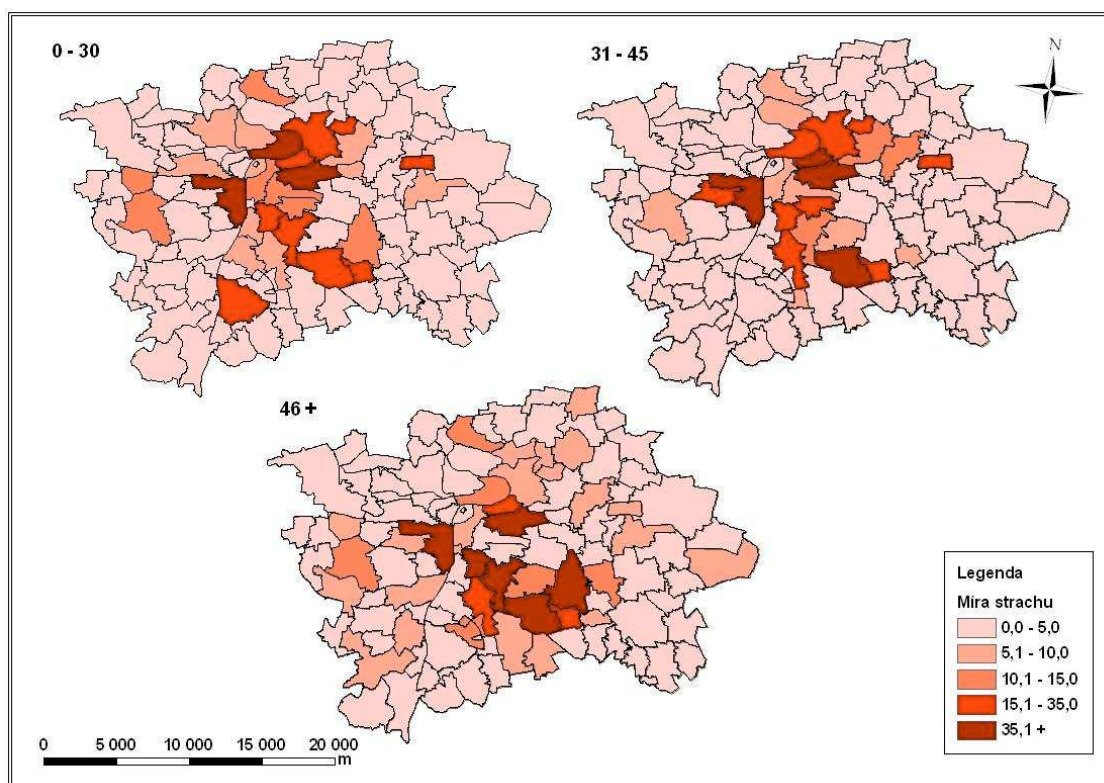 0 - 30
31 - 45
N
46 +
Legenda
Míra strachu
0,0 - 5,0
5,1 - 10,0
10,1 - 15,0
15,1 - 35,0
35,1 +
0 5 000 10 000 15 000 20 000
m